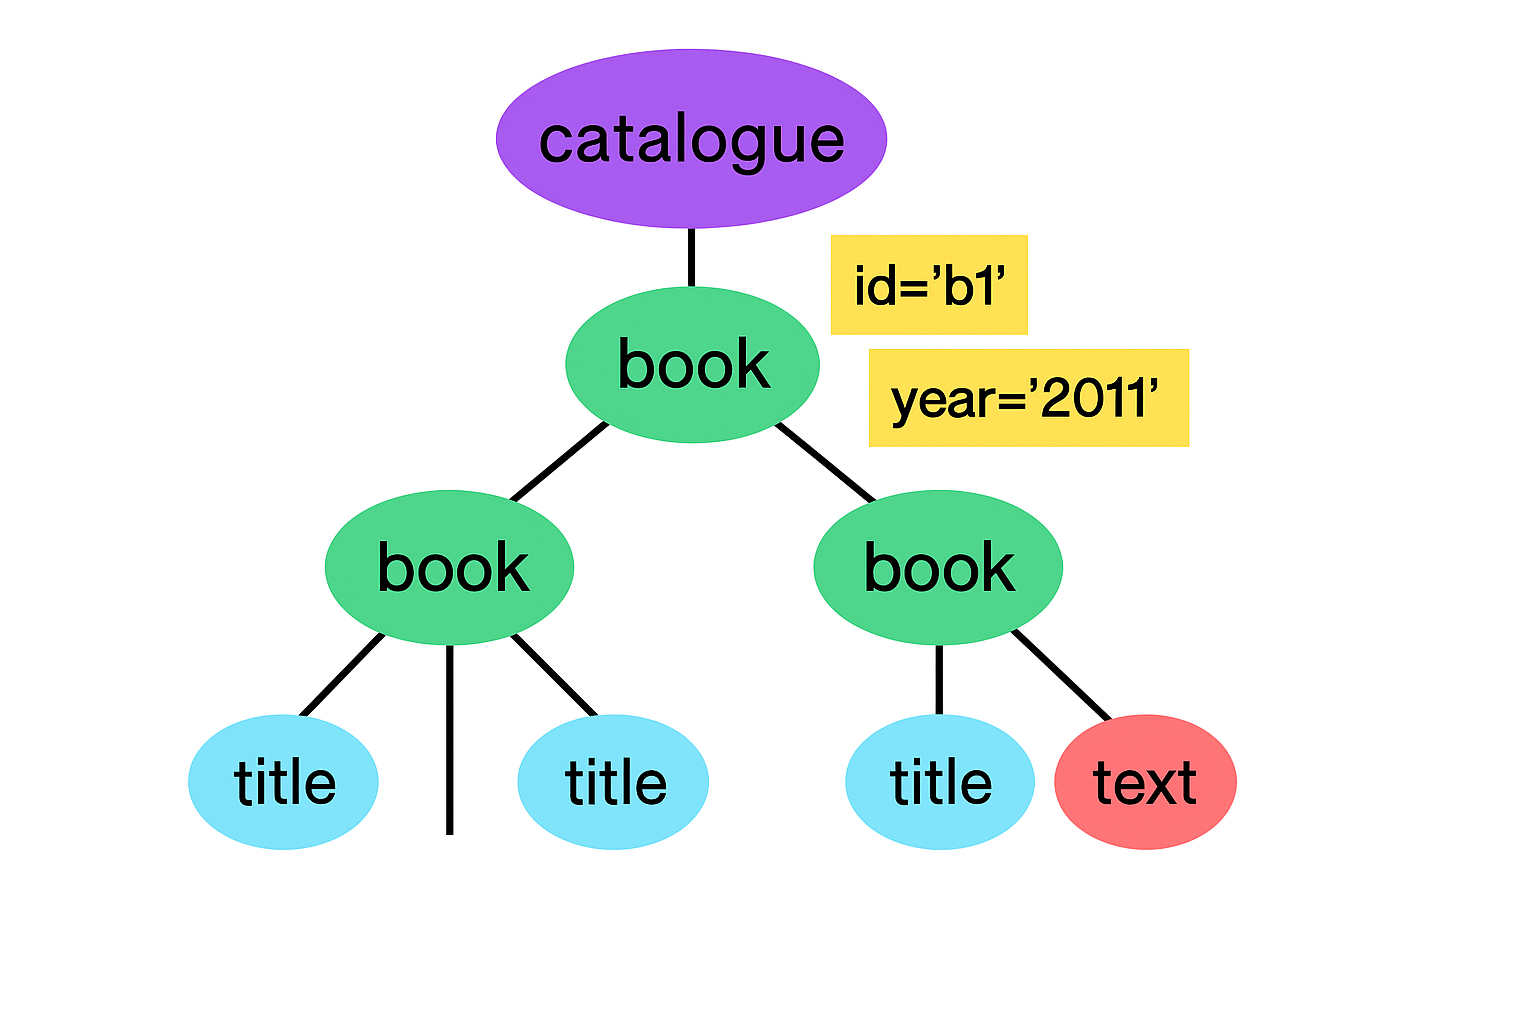 catalogue
id=’b1’
book
year=’2011’
book
book
title
title
title
text